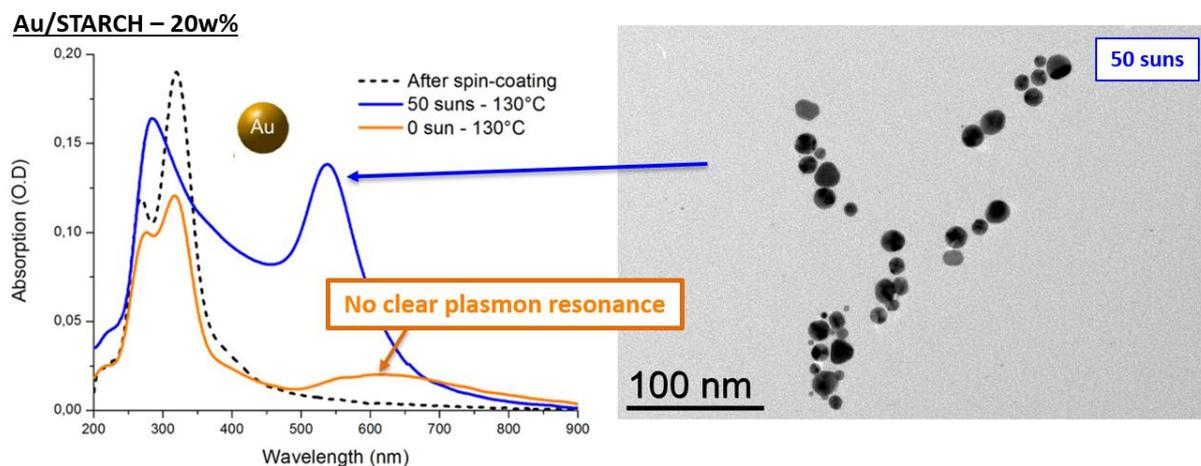 Au/STARCH – 20w%
0,20
0,15
0,10
0,05
0,00
Absorption (O.D)
After spin-coating
50 suns - 130°C
0 sun - 130°C
Au
No clear plasmon resonance
200 300 400 500 600 700 800 900
Wavelength (nm)
50 suns
100 nm